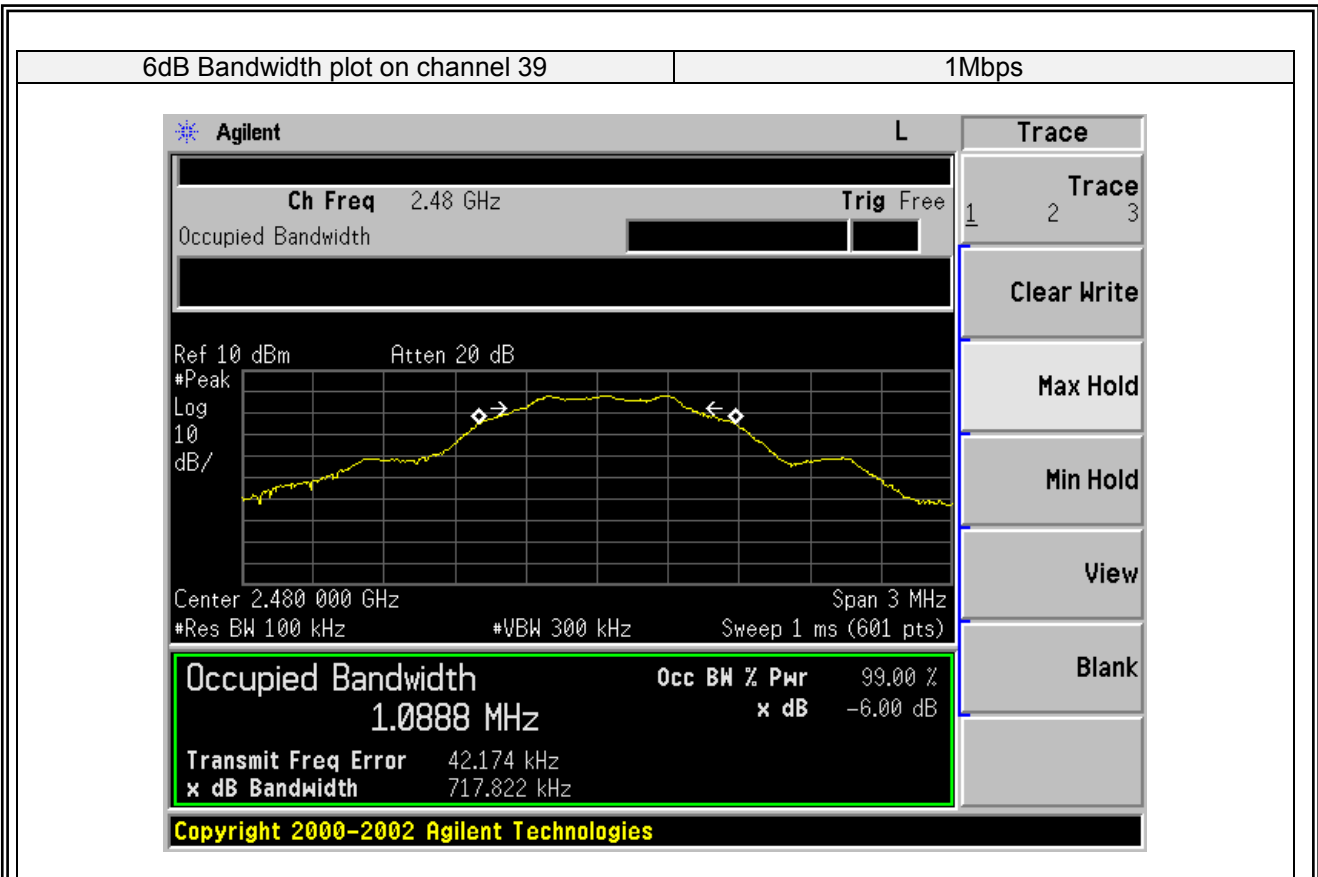 6dB Bandwidth plot on channel 39 1Mbps
Agilent L Trace
Ch Freq 2.48 GHz Trig Free
Occupied Bandwidth
Trace
1 2 3
Clear Write
Ref 10 dBm Atten 20 dB
#Peak
Log
10
dB/
Max Hold
Min Hold
View
Center 2.480 000 GHz Span 3 MHz
#Res BW 100 kHz #VBW 300 kHz Sweep 1 ms (601 pts)
Blank
Occupied Bandwidth Occ BW % Pwr 99.00 %
1.0888 MHz x dB -6.00 dB
Transmit Freq Error 42.174 kHz
x dB Bandwidth 717.822 kHz
Copyright 2000-2002 Agilent Technologies